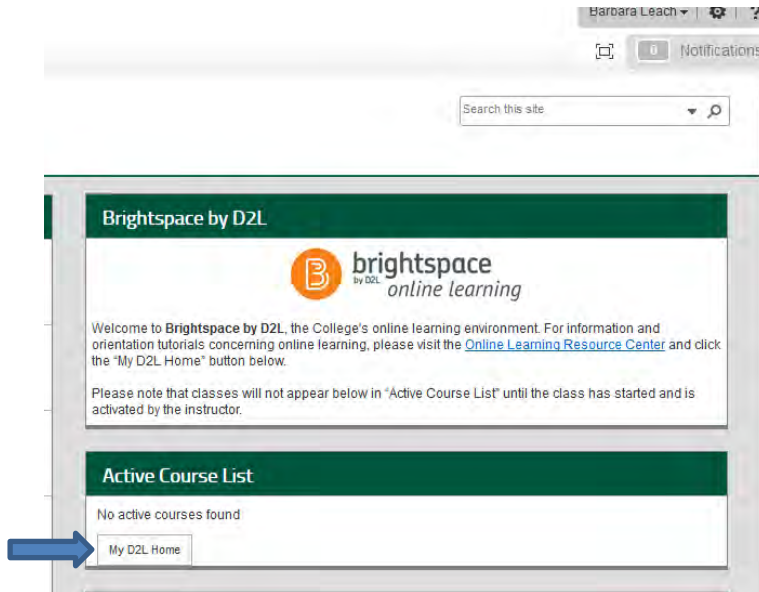 Barbara Leach
0 Notifications
Search this site
Brightspace by D2L
brightspace
by D2L online learning
Welcome to Brightspace by D2L, the College's online learning environment. For information and
orientation tutorials concerning online learning, please visit the Online Learning Resource Center and click
the "My D2L Home" button below.
Please note that classes will not appear below in "Active Course List" until the class has started and is
activated by the instructor.
Active Course List
No active courses found
My D2L Home